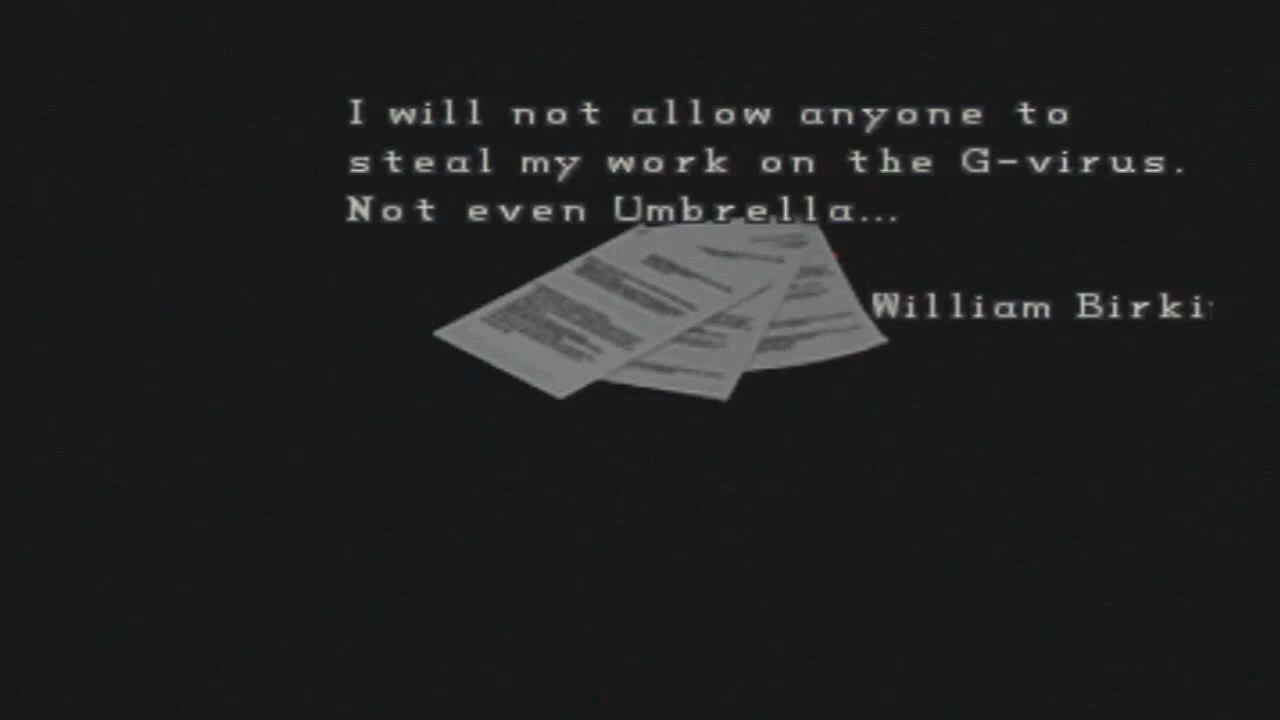 I will not allow anyone to
steal my work on the G-virus.
Not even Umbrella...
William Birki